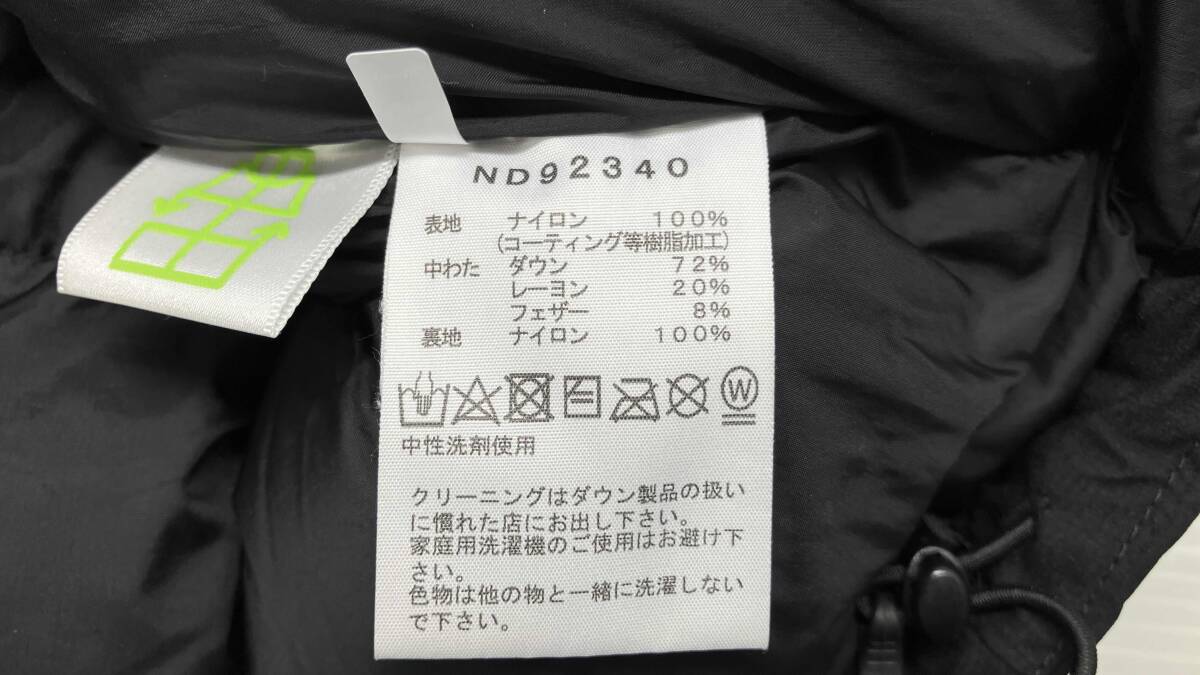 ND92340
表地 ナイロン 100%
(コーティング等樹脂加工)
中わた ダウン 72%
レーヨン 20%
フェザー 8%
裏地 ナイロン 100%
W
中性洗剤使用
クリーニングはダウン製品の扱い
に慣れた店にお出し下さい。
家庭用洗濯機のご使用はお避け下
さい。
色物は他の物と一緒に洗濯しない
で下さい。